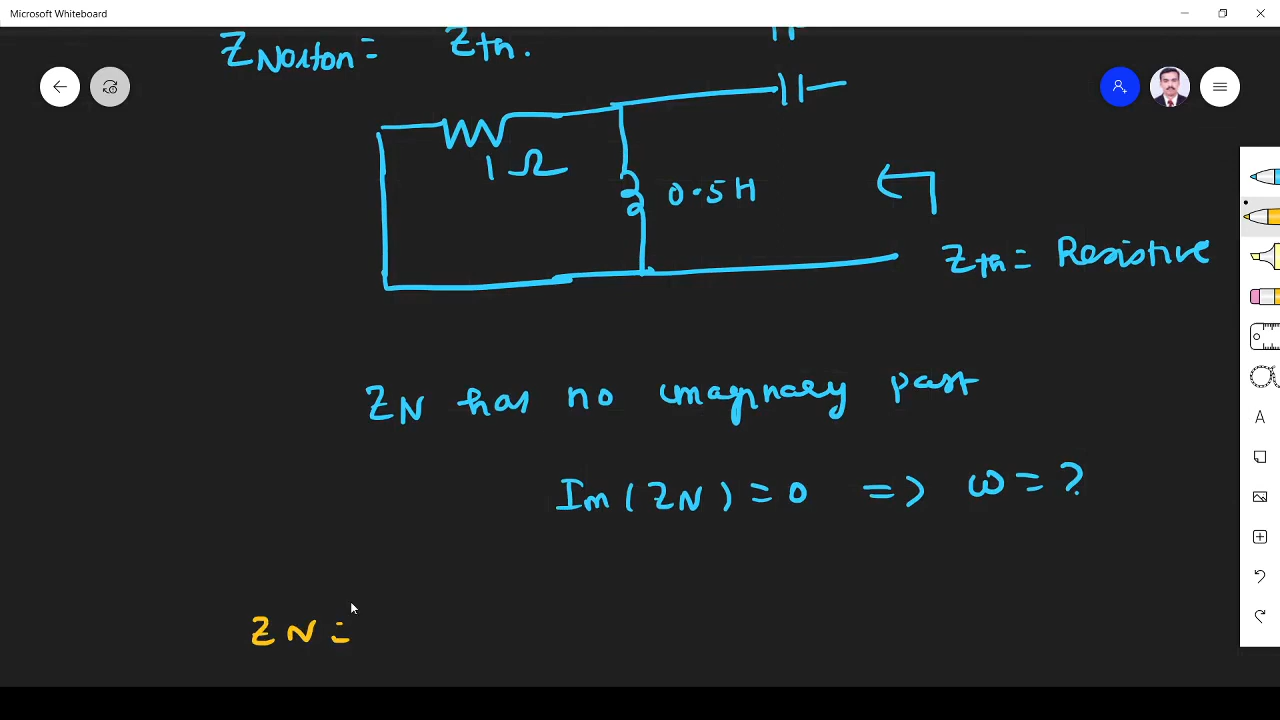 Microsoft Whiteboard
ZNorton = Zth.
1 Ω
0.5H
Zth = Resistive
ZN has no imaginary part
Im(ZN) = 0 => ω = ?
ZN =
A